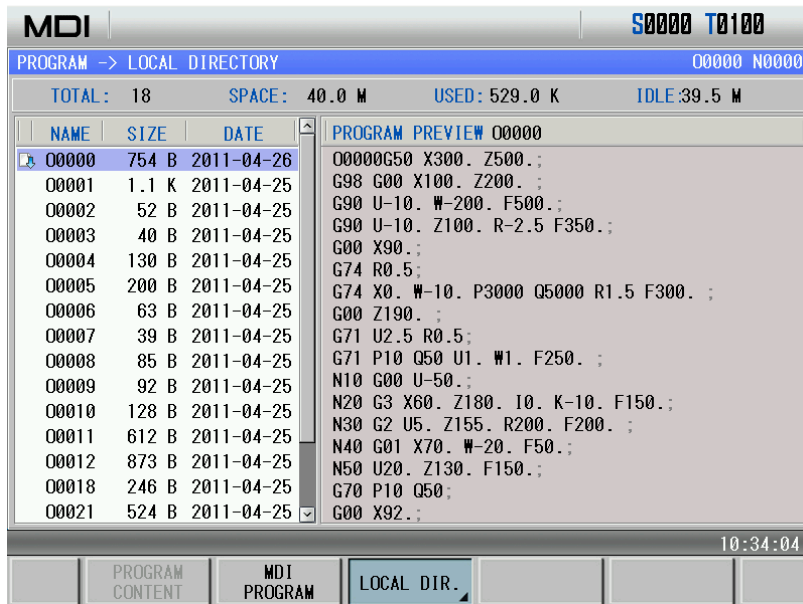 MDI S0000 T0100
PROGRAM -> LOCAL DIRECTORY O0000 N0000
TOTAL: 18 SPACE: 40.0 M USED: 529.0 K IDLE:39.5 M
NAME SIZE DATE
O0000 754 B 2011-04-26
O0001 1.1 K 2011-04-25
O0002 52 B 2011-04-25
O0003 40 B 2011-04-25
O0004 130 B 2011-04-25
O0005 200 B 2011-04-25
O0006 63 B 2011-04-25
O0007 39 B 2011-04-25
O0008 85 B 2011-04-25
O0009 92 B 2011-04-25
O0010 128 B 2011-04-25
O0011 612 B 2011-04-25
O0012 873 B 2011-04-25
O0018 246 B 2011-04-25
O0021 524 B 2011-04-25
PROGRAM PREVIEW O0000
O0000G50 X300. Z500.;
G98 G00 X100. Z200. ;
G90 U-10. W-200. F500.;
G90 U-10. Z100. R-2.5 F350.;
G00 X90.;
G74 R0.5;
G74 X0. W-10. P3000 Q5000 R1.5 F300. ;
G00 Z190. ;
G71 U2.5 R0.5;
G71 P10 Q50 U1. W1. F250. ;
N10 G00 U-50.;
N20 G3 X60. Z180. I0. K-10. F150.;
N30 G2 U5. Z155. R200. F200. ;
N40 G01 X70. W-20. F50.;
N50 U20. Z130. F150.;
G70 P10 Q50;
G00 X92.;
10:34:04
PROGRAM CONTENT
MDI PROGRAM
LOCAL DIR.